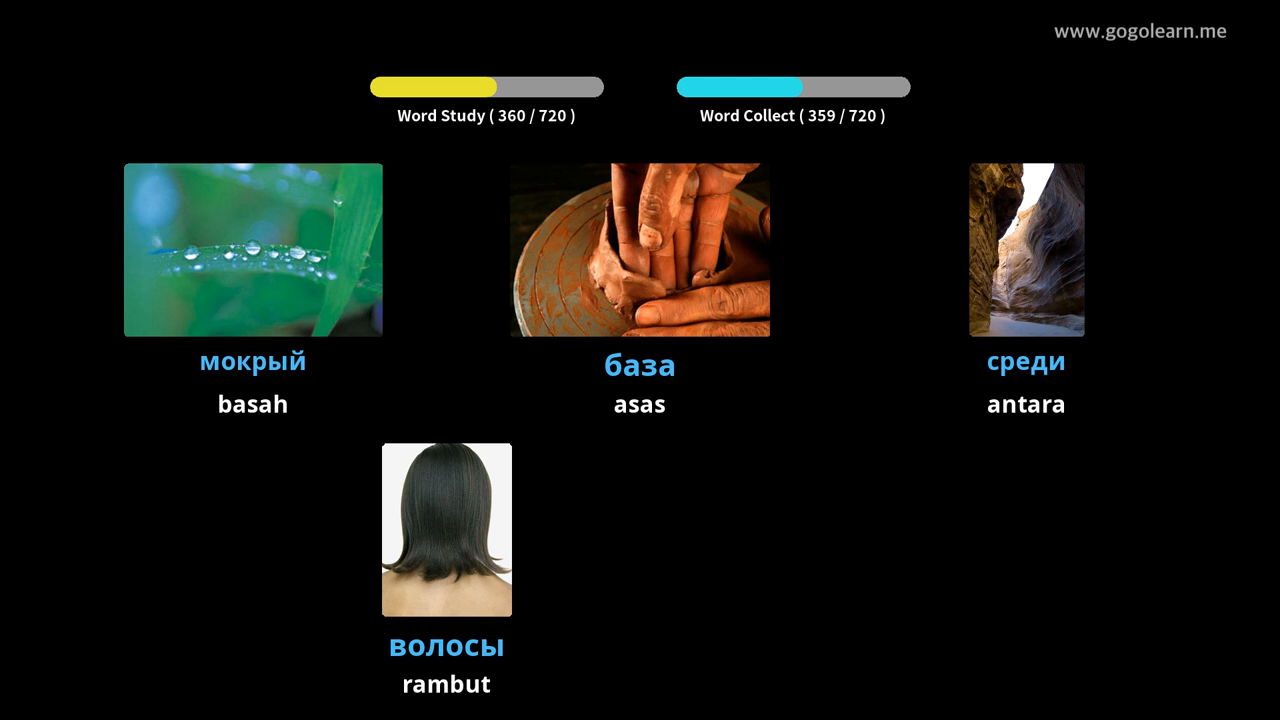 www.gogolearn.me
Word Study ( 360 / 720 )
Word Collect ( 359 / 720 )
мокрый
basah
база
asas
среди
antara
волосы
rambut